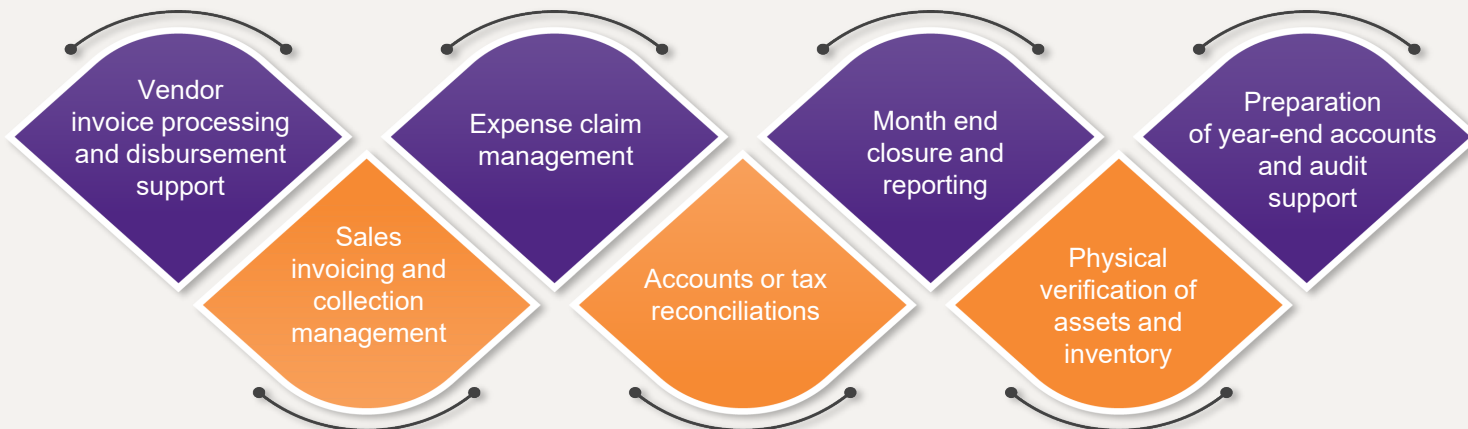 Vendor
invoice processing
and disbursement
support
Sales
invoicing and
collection
management
Expense claim
management
Accounts or tax
reconciliations
Month end
closure and
reporting
Physical
verification of
assets and
inventory
Preparation
of year-end accounts
and audit
support